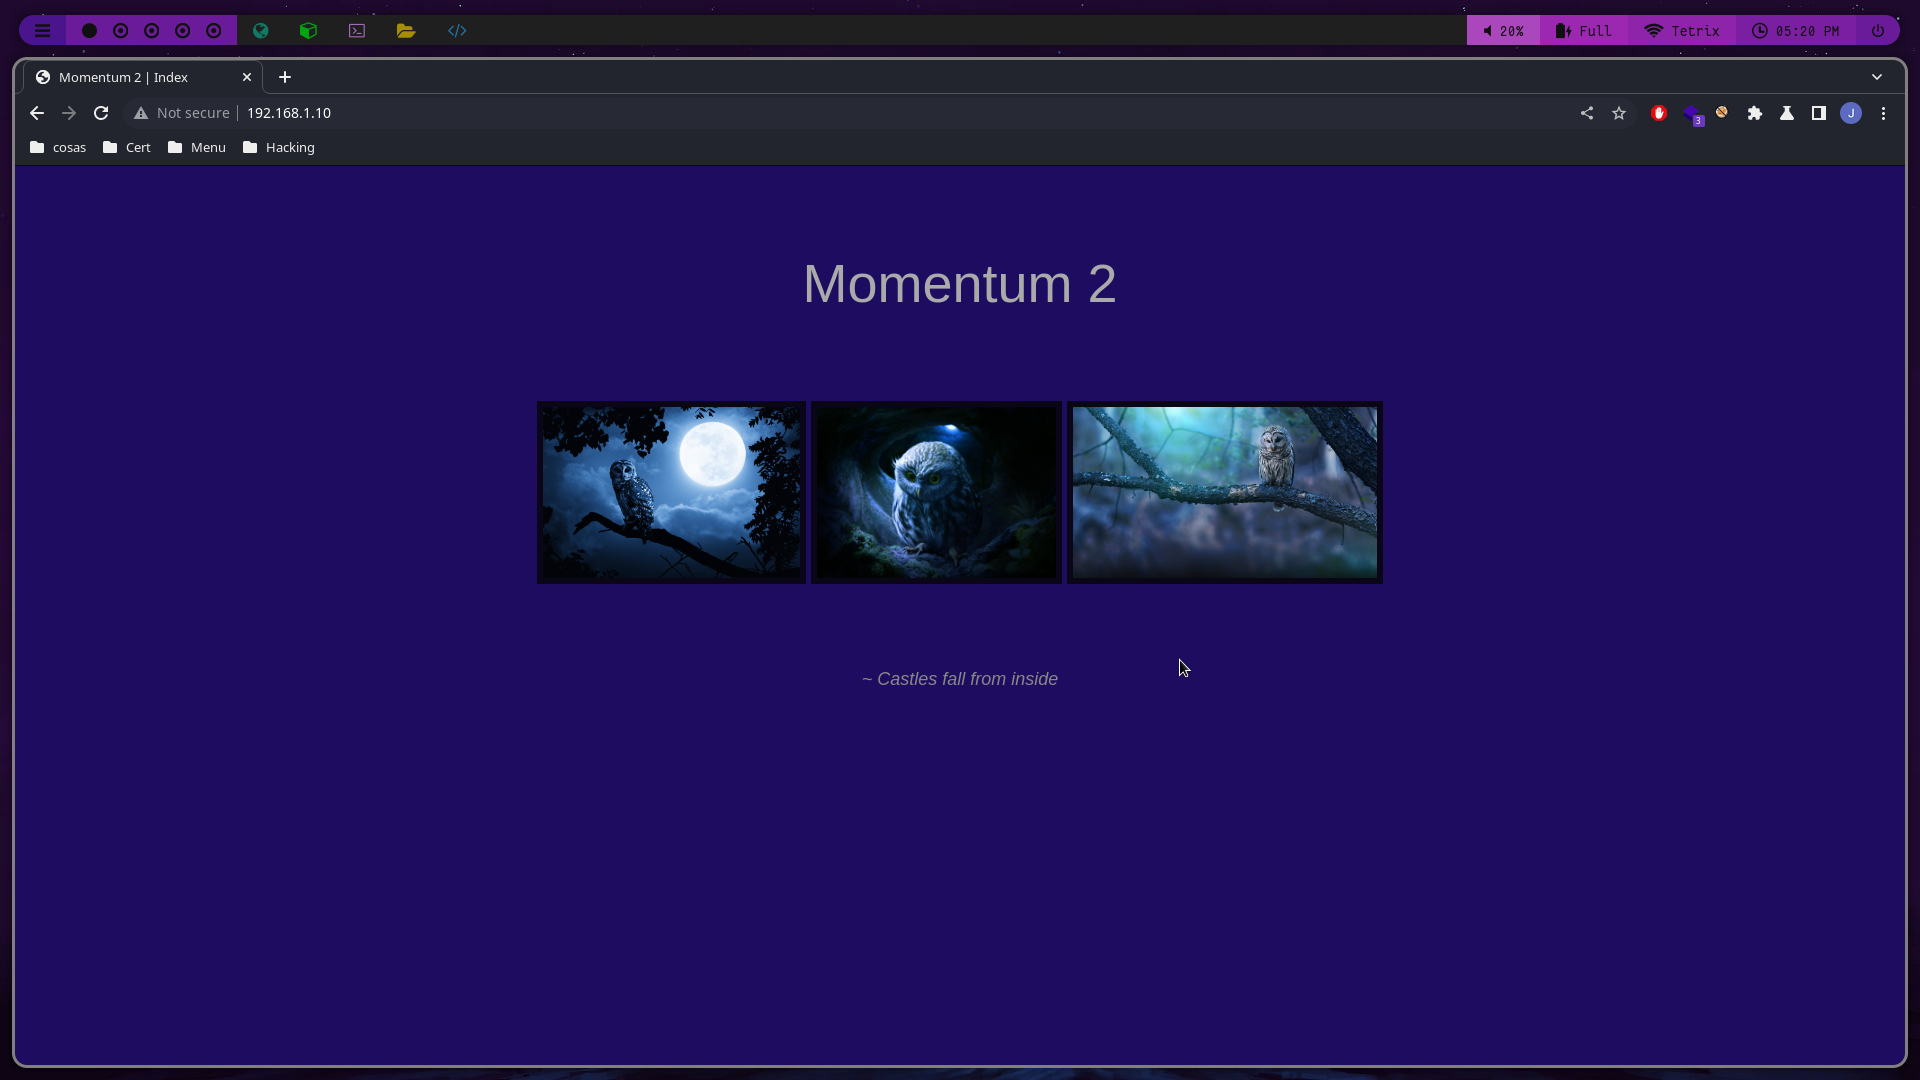 20%
Full
Tetrix
05:20 PM
Momentum 2 | Index
Not secure
192.168.1.10
3
J
cosas
Cert
Menu
Hacking
Momentum 2
~ Castles fall from inside